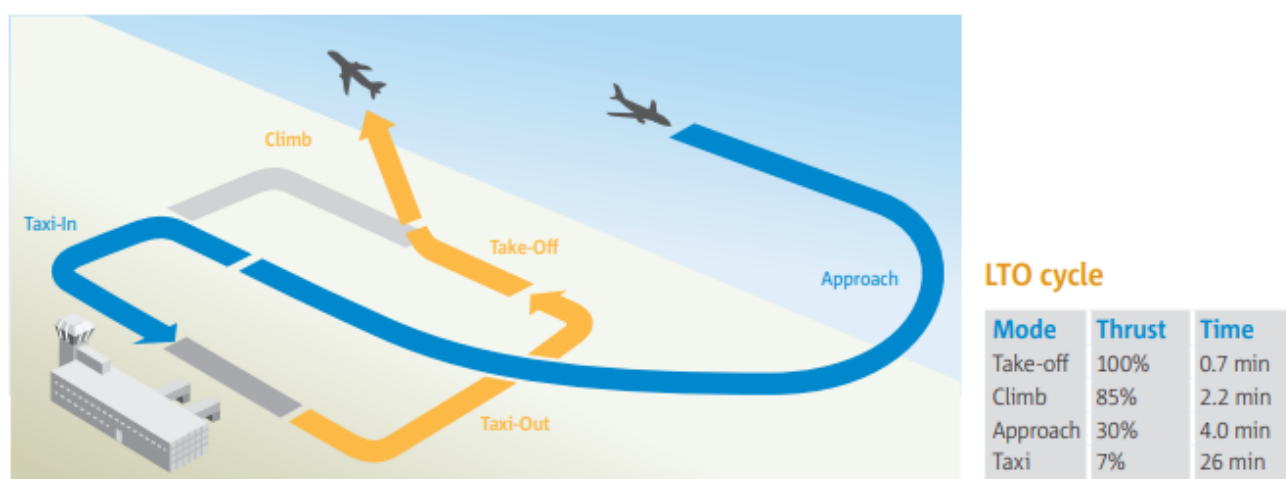 Climb
Taxi-In
Take-Off
Approach
Taxi-Out
LTO cycle
Mode Thrust Time
Take-off 100% 0.7 min
Climb 85% 2.2 min
Approach 30% 4.0 min
Taxi 7% 26 min